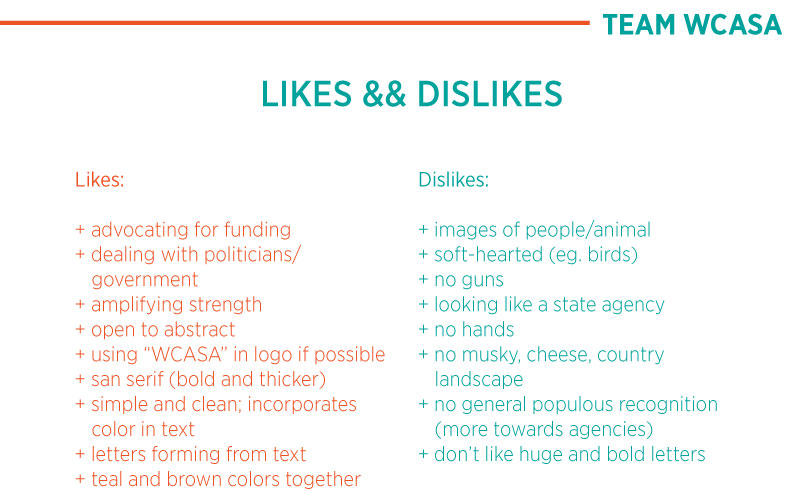 TEAM WCASA
LIKES && DISLIKES
Likes:
+ advocating for funding
+ dealing with politicians/
government
+ amplifying strength
+ open to abstract
+ using “WCASA” in logo if possible
+ san serif (bold and thicker)
+ simple and clean; incorporates
color in text
+ letters forming from text
+ teal and brown colors together
Dislikes:
+ images of people/animal
+ soft-hearted (eg. birds)
+ no guns
+ looking like a state agency
+ no hands
+ no musky, cheese, country
landscape
+ no general populous recognition
(more towards agencies)
+ don’t like huge and bold letters